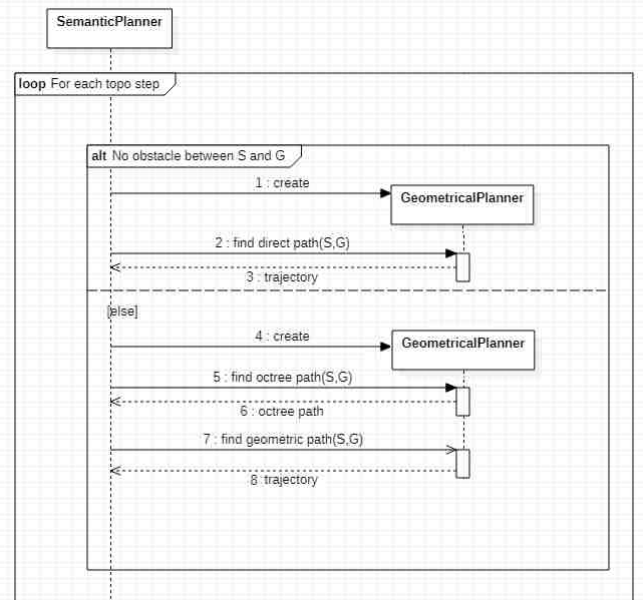 SemanticPlanner
loop For each topo step
alt No obstacle between S and G
1 : create
GeometricalPlanner
2 : find direct path(S,G)
3 : trajectory
[else]
4 : create
GeometricalPlanner
5 : find octree path(S,G)
6 : octree path
7 : find geometric path(S,G)
8 : trajectory